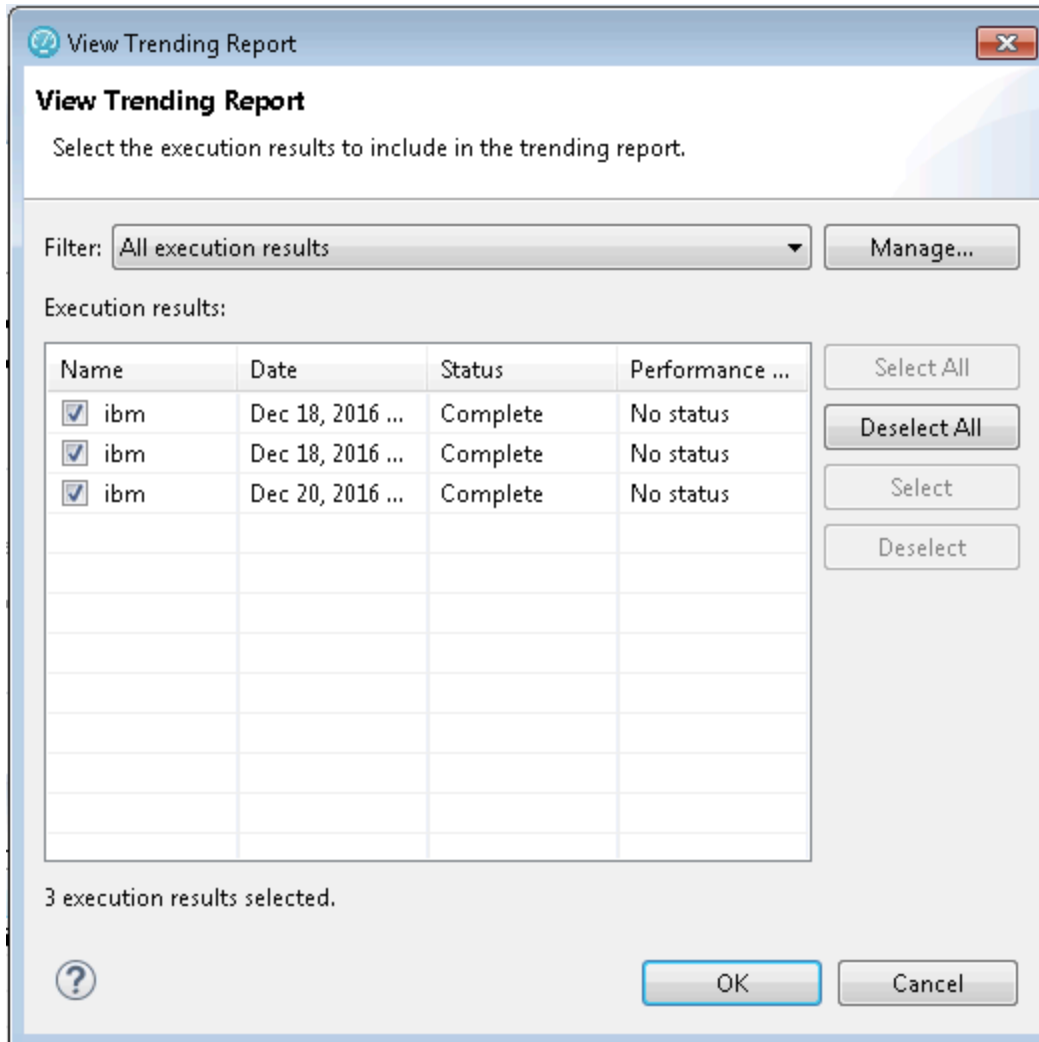 View Trending Report
View Trending Report
Select the execution results to include in the trending report.
Filter: All execution results Manage...
Execution results:
Name Date Status Performance ... Select All
ibm Dec 18, 2016 ... Complete No status Deselect All
ibm Dec 18, 2016 ... Complete No status
ibm Dec 20, 2016 ... Complete No status Select
Deselect
3 execution results selected.
? OK Cancel